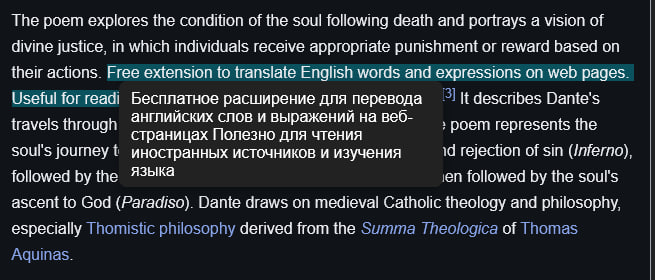 The poem explores the condition of the soul following death and portrays a vision of
divine justice, in which individuals receive appropriate punishment or reward based on
their actions. Free extension to translate English words and expressions on web pages.
Useful for readi [3] It describes Dante's
Бесплатное расширение для перевода
английских слов и выражений на веб-
страницах Полезно для чтения
иностранных источников и изучения
языка
travels through poem represents the
soul's journey nd rejection of sin (Inferno),
followed by the en followed by the soul's
ascent to God (Paradiso). Dante draws on medieval Catholic theology and philosophy,
especially Thomistic philosophy derived from the Summa Theologica of Thomas
Aquinas.